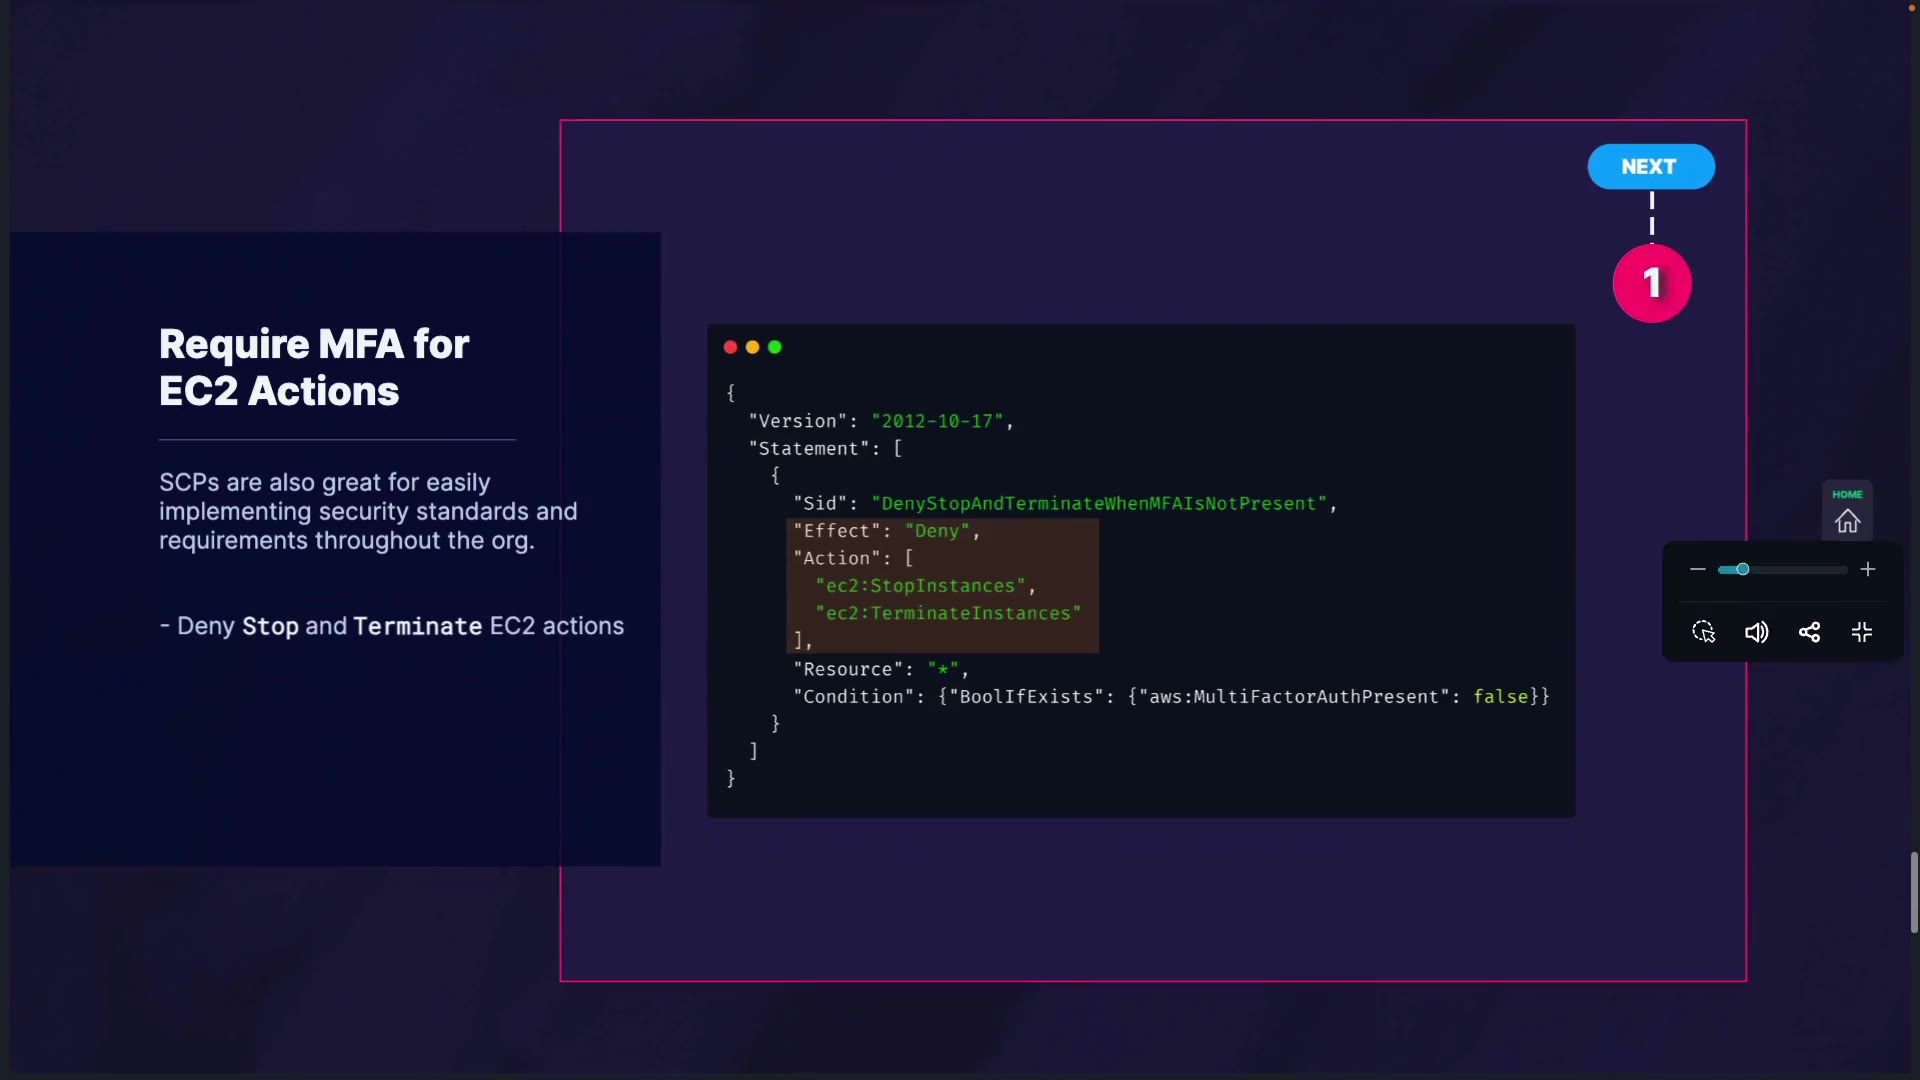 NEXT
1
Require MFA for
EC2 Actions
SCPs are also great for easily
implementing security standards and
requirements throughout the org.
- Deny Stop and Terminate EC2 actions
{
"Version": "2012-10-17",
"Statement": [
{
"Sid": "DenyStopAndTerminateWhenMFAIsNotPresent",
"Effect": "Deny",
"Action": [
"ec2:StopInstances",
"ec2:TerminateInstances"
],
"Resource": "*",
"Condition": {"BoolIfExists": {"aws:MultiFactorAuthPresent": false}}
}
]
}
HOME